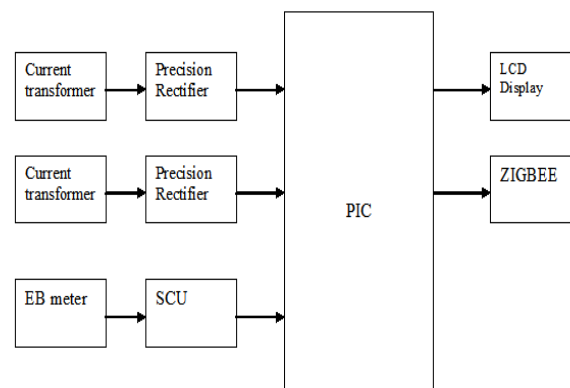 Current
transformer
Precision
Rectifier
LCD
Display
Current
transformer
Precision
Rectifier
ZIGBEE
PIC
EB meter
SCU